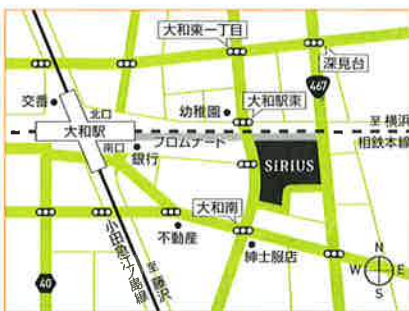 大和東一丁目
深見台
467
交番
北口
幼稚園
大和駅東
至 横浜
大和駅
プロムナード
相鉄本線
南口
銀行
SiRiUS
大和南
不動産
紳士服店
小田急江ノ島線
至 藤沢
40
N
W
E
S